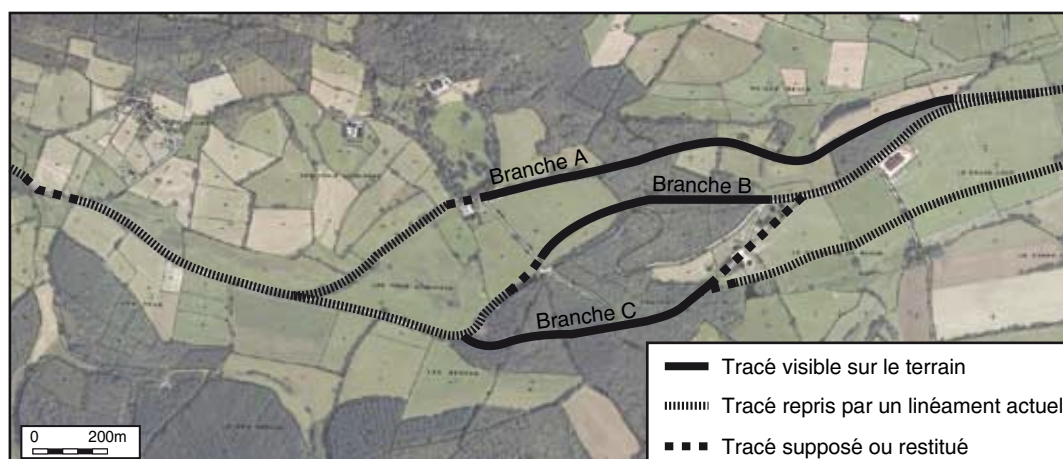 Branche A
Branche B
Branche C
Tracé visible sur le terrain
Tracé repris par un linéament actuel
Tracé supposé ou restitué
0 200m